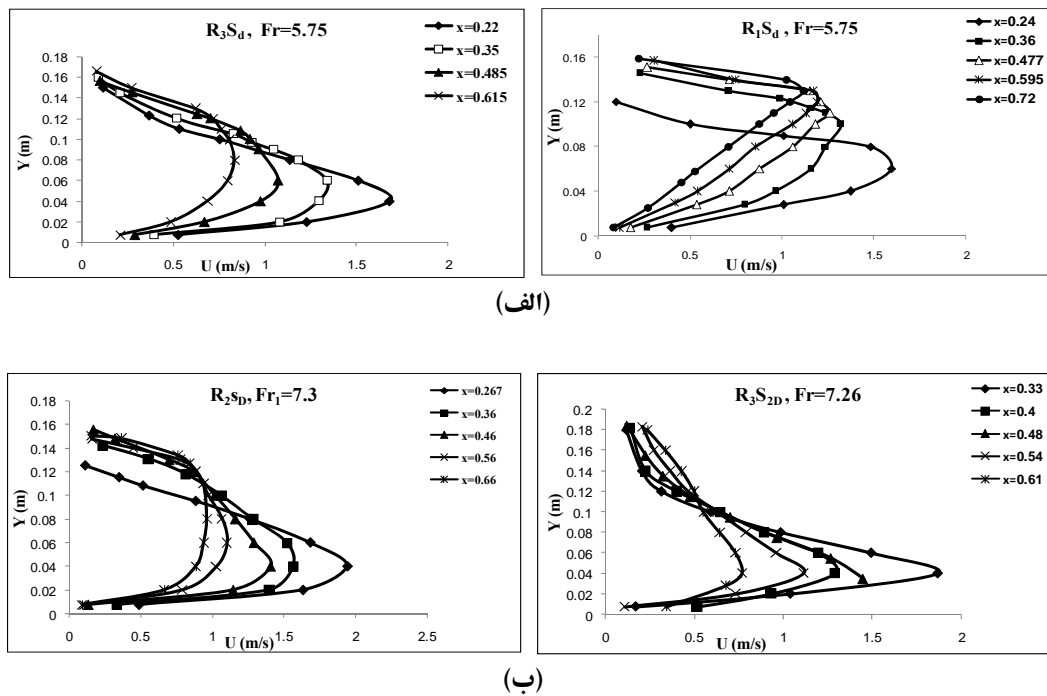 R₃S_d, Fr=5.75
x=0.22
x=0.35
x=0.485
x=0.615
0.18
0.16
0.14
0.12
0.1
0.08
0.06
0.04
0.02
0
Y (m)
0
0.5
1
1.5
2
U (m/s)
R₁S_d , Fr=5.75
x=0.24
x=0.36
x=0.477
x=0.595
x=0.72
0.16
0.12
0.08
0.04
0
Y (m)
0
0.5
1
1.5
2
U (m/s)
(الف)
R₂s_D, Fr₁=7.3
x=0.267
x=0.36
x=0.46
x=0.56
x=0.66
0.18
0.16
0.14
0.12
0.1
0.08
0.06
0.04
0.02
0
Y (m)
0
0.5
1
1.5
2
2.5
U (m/s)
R₃S₂D, Fr=7.26
x=0.33
x=0.4
x=0.48
x=0.54
x=0.61
0.2
0.18
0.16
0.14
0.12
0.1
0.08
0.06
0.04
0.02
0
Y (m)
0
0.5
1
1.5
2
U (m/s)
(ب)